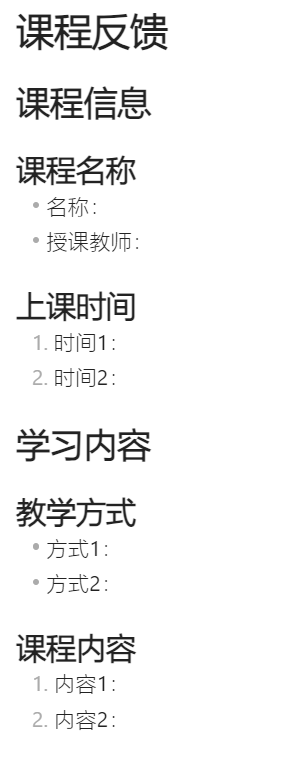 课程反馈
课程信息
课程名称
• 名称：
• 授课教师：
上课时间
1. 时间1：
2. 时间2：
学习内容
教学方式
• 方式1：
• 方式2：
课程内容
1. 内容1：
2. 内容2：